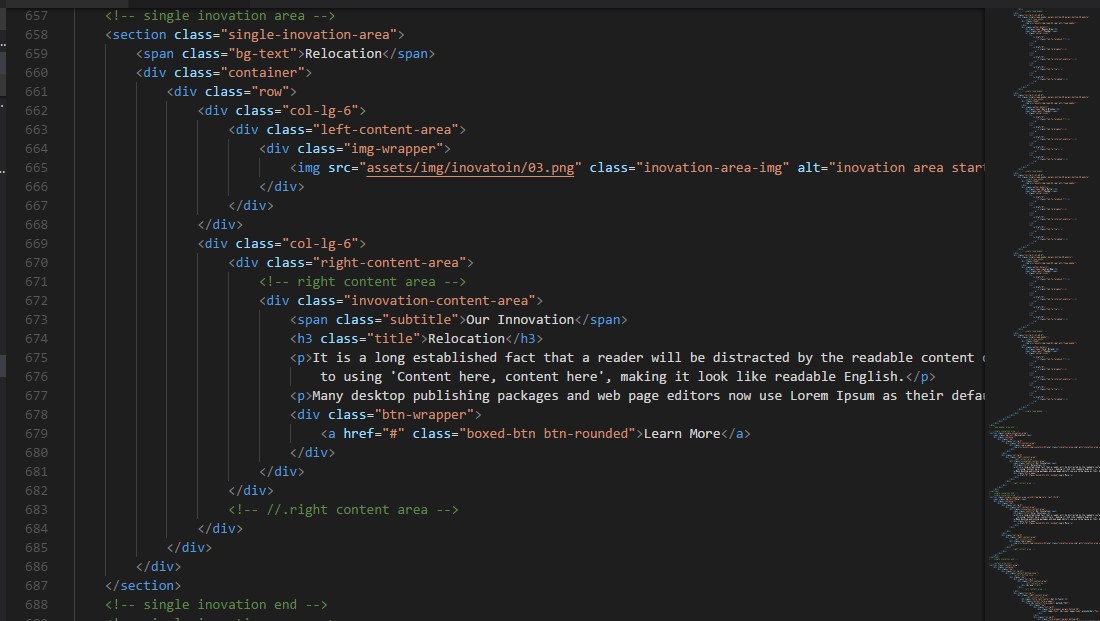 657 <!-- single inovation area -->
658 <section class="single-inovation-area">
659 <span class="bg-text">Relocation</span>
660 <div class="container">
661 <div class="row">
662 <div class="col-lg-6">
663 <div class="left-content-area">
664 <div class="img-wrapper">
665 <img src="assets/img/inovatoin/03.png" class="inovation-area-img" alt="inovation area start
666 </div>
667 </div>
668 </div>
669 <div class="col-lg-6">
670 <div class="right-content-area">
671 <!-- right content area -->
672 <div class="invovation-content-area">
673 <span class="subtitle">Our Innovation</span>
674 <h3 class="title">Relocation</h3>
675 <p>It is a long established fact that a reader will be distracted by the readable content
676 to using 'Content here, content here', making it look like readable English.</p>
677 <p>Many desktop publishing packages and web page editors now use Lorem Ipsum as their defau
678 <div class="btn-wrapper">
679 <a href="#" class="boxed-btn btn-rounded">Learn More</a>
680 </div>
681 </div>
682 </div>
683 <!-- //.right content area -->
684 </div>
685 </div>
686 </div>
687 </section>
688 <!-- single inovation end -->